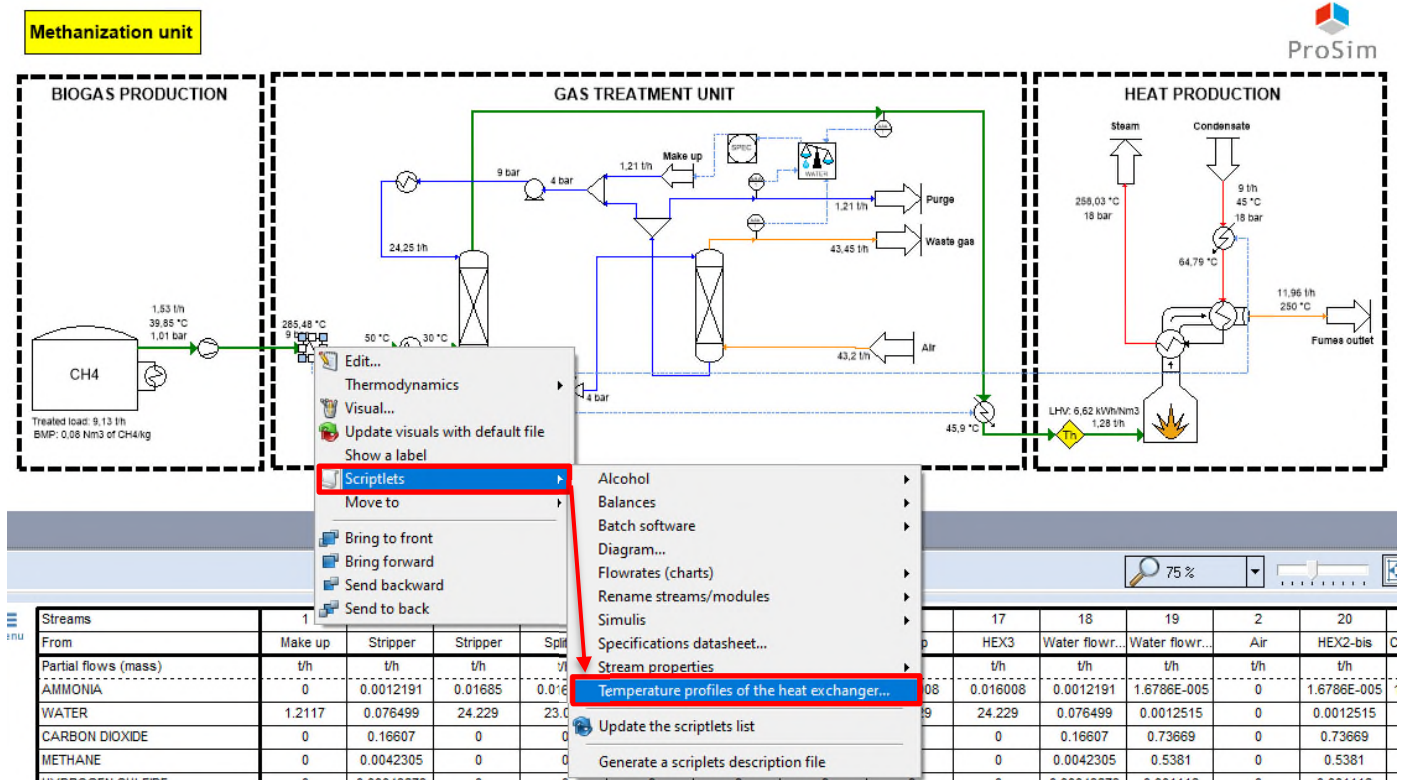 Methanization unit
ProSim
BIOGAS PRODUCTION
GAS TREATMENT UNIT
HEAT PRODUCTION
Steam
Condensate
SPEC
WATER
Make up
1,21 t/h
9 bar
4 bar
1,21 t/h
Purge
Waste gas
43,45 t/h
24,25 t/h
258,03 °C
18 bar
9 t/h
45 °C
18 bar
64,79 °C
11,96 t/h
250 °C
Fumes outlet
1,53 t/h
39,85 °C
1,01 bar
285,48 °C
50 °C
30 °C
Air
43,2 t/h
4 bar
CH4
Treated load: 9,13 t/h
BMP: 0,08 Nm3 of CH4/kg
45,9 °C
LHV: 6,62 kWh/Nm3
1,28 t/h
Th
Edit...
Thermodynamics
Visual...
Update visuals with default file
Show a label
Scriptlets
Move to
Bring to front
Bring forward
Send backward
Send to back
Alcohol
Balances
Batch software
Diagram...
Flowrates (charts)
Rename streams/modules
Simulis
Specifications datasheet...
Stream properties
Temperature profiles of the heat exchanger...
Update the scriptlets list
Generate a scriplets description file
75 %
Streams 1 17 18 19 2 20
From Make up Stripper Stripper HEX3 Water flowr... Water flowr... Air HEX2-bis
Partial flows (mass) t/h t/h t/h t/h t/h t/h t/h t/h
AMMONIA 0 0.0012191 0.01685 0.016008 0.0012191 1.6786E-005 0 1.6786E-005
WATER 1.2117 0.076499 24.229 24.229 0.076499 0.0012515 0 0.0012515
CARBON DIOXIDE 0 0.16607 0 0 0.16607 0.73669 0 0.73669
METHANE 0 0.0042305 0 0 0.0042305 0.5381 0 0.5381